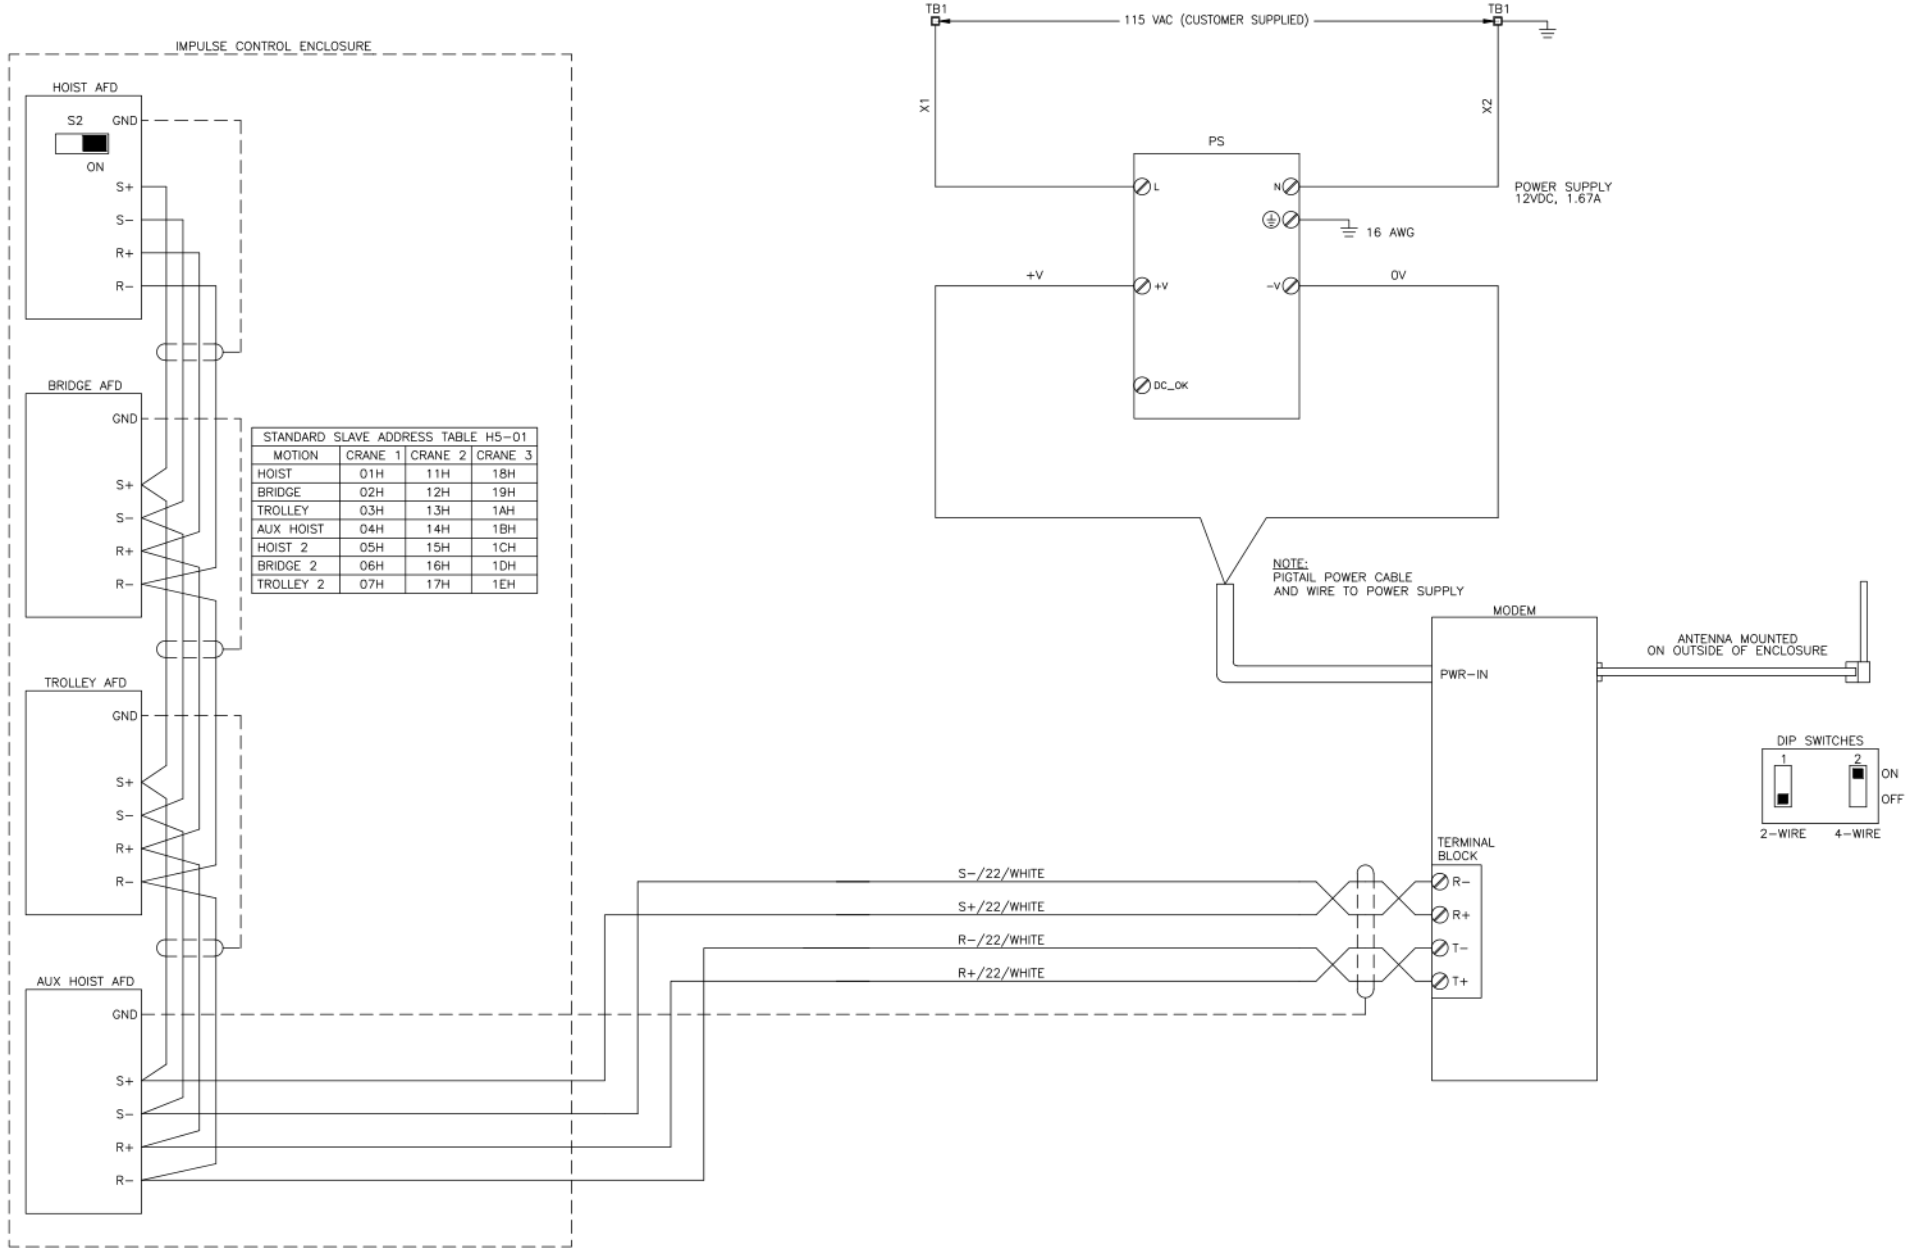 TB1
115 VAC (CUSTOMER SUPPLIED)
TB1
X1
X2
PS
L
N
POWER SUPPLY
12VDC, 1.67A
16 AWG
+V
0V
+V
-V
DC_OK
NOTE:
PIGTAIL POWER CABLE
AND WIRE TO POWER SUPPLY
IMPULSE CONTROL ENCLOSURE
HOIST AFD
S2
GND
ON
S+
S-
R+
R-
BRIDGE AFD
GND
S+
S-
R+
R-
STANDARD SLAVE ADDRESS TABLE H5-01
MOTION CRANE 1 CRANE 2 CRANE 3
HOIST 01H 11H 18H
BRIDGE 02H 12H 19H
TROLLEY 03H 13H 1AH
AUX HOIST 04H 14H 1BH
HOIST 2 05H 15H 1CH
BRIDGE 2 06H 16H 1DH
TROLLEY 2 07H 17H 1EH
TROLLEY AFD
GND
S+
S-
R+
R-
AUX HOIST AFD
GND
S+
S-
R+
R-
S-/22/WHITE
S+/22/WHITE
R-/22/WHITE
R+/22/WHITE
MODEM
PWR-IN
TERMINAL
BLOCK
R-
R+
T-
T+
ANTENNA MOUNTED
ON OUTSIDE OF ENCLOSURE
DIP SWITCHES
1 2
ON
OFF
2-WIRE 4-WIRE